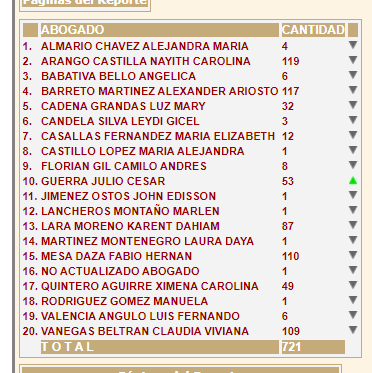 Páginas del Reporte
ABOGADO CANTIDAD
1. ALMARIO CHAVEZ ALEJANDRA MARIA 4
2. ARANGO CASTILLA NAYITH CAROLINA 119
3. BABATIVA BELLO ANGELICA 6
4. BARRETO MARTINEZ ALEXANDER ARIOSTO 117
5. CADENA GRANDAS LUZ MARY 32
6. CANDELA SILVA LEYDI GICEL 3
7. CASALLAS FERNANDEZ MARIA ELIZABETH 12
8. CASTILLO LOPEZ MARIA ALEJANDRA 1
9. FLORIAN GIL CAMILO ANDRES 8
10. GUERRA JULIO CESAR 53
11. JIMENEZ OSTOS JOHN EDISSON 1
12. LANCHEROS MONTAÑO MARLEN 1
13. LARA MORENO KARENT DAHIAM 87
14. MARTINEZ MONTENEGRO LAURA DAYA 1
15. MESA DAZA FABIO HERNAN 110
16. NO ACTUALIZADO ABOGADO 1
17. QUINTERO AGUIRRE XIMENA CAROLINA 49
18. RODRIGUEZ GOMEZ MANUELA 1
19. VALENCIA ANGULO LUIS FERNANDO 6
20. VANEGAS BELTRAN CLAUDIA VIVIANA 109
T O T A L 721